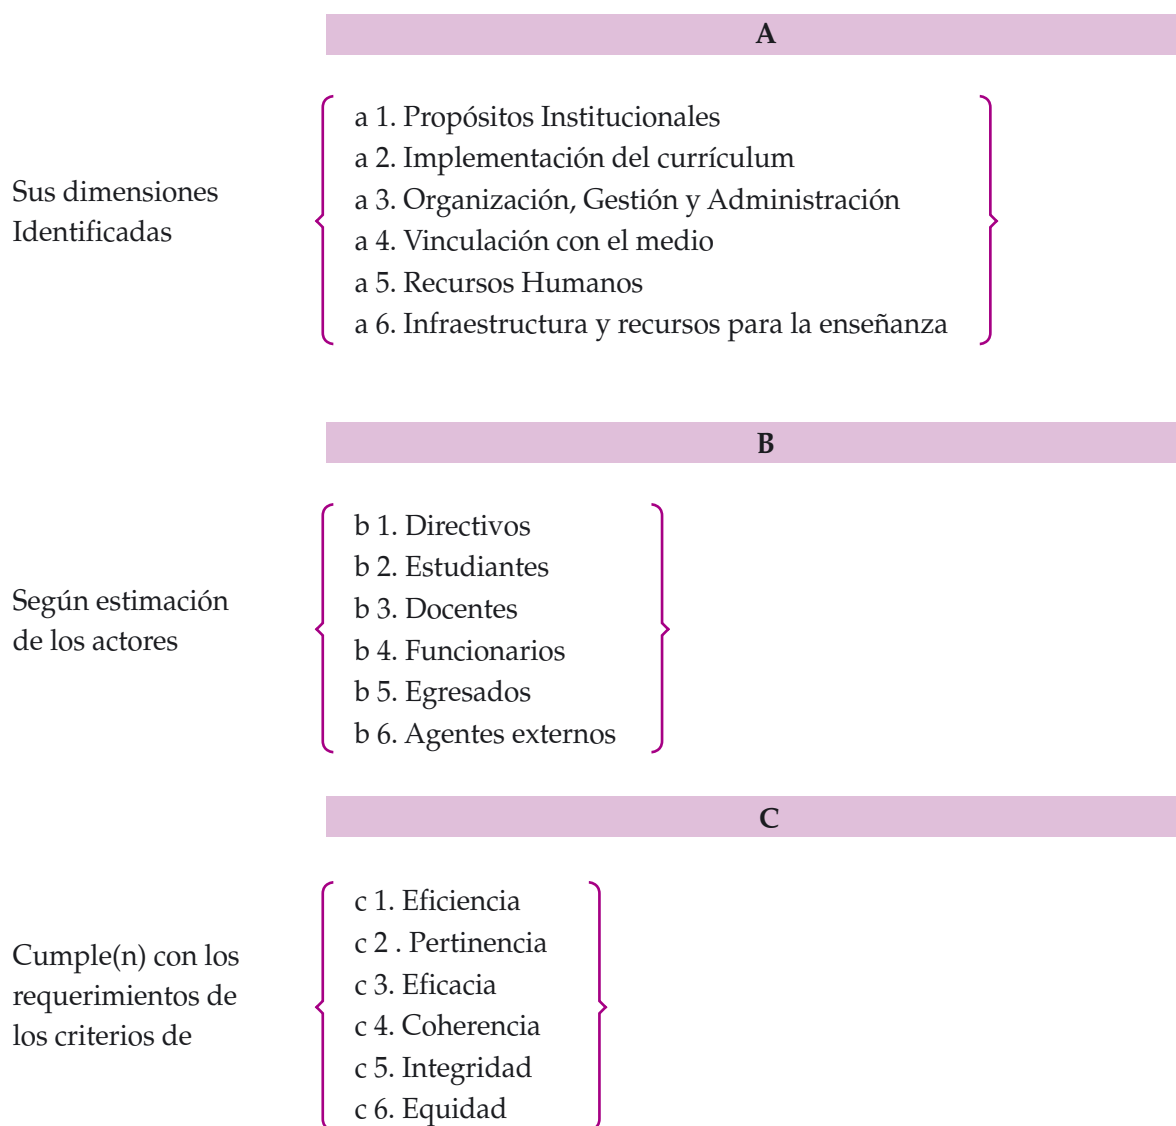 A
Sus dimensiones
Identificadas
a 1. Propósitos Institucionales
a 2. Implementación del currículum
a 3. Organización, Gestión y Administración
a 4. Vinculación con el medio
a 5. Recursos Humanos
a 6. Infraestructura y recursos para la enseñanza
B
Según estimación
de los actores
b 1. Directivos
b 2. Estudiantes
b 3. Docentes
b 4. Funcionarios
b 5. Egresados
b 6. Agentes externos
C
Cumple(n) con los
requerimientos de
los criterios de
c 1. Eficiencia
c 2 . Pertinencia
c 3. Eficacia
c 4. Coherencia
c 5. Integridad
c 6. Equidad